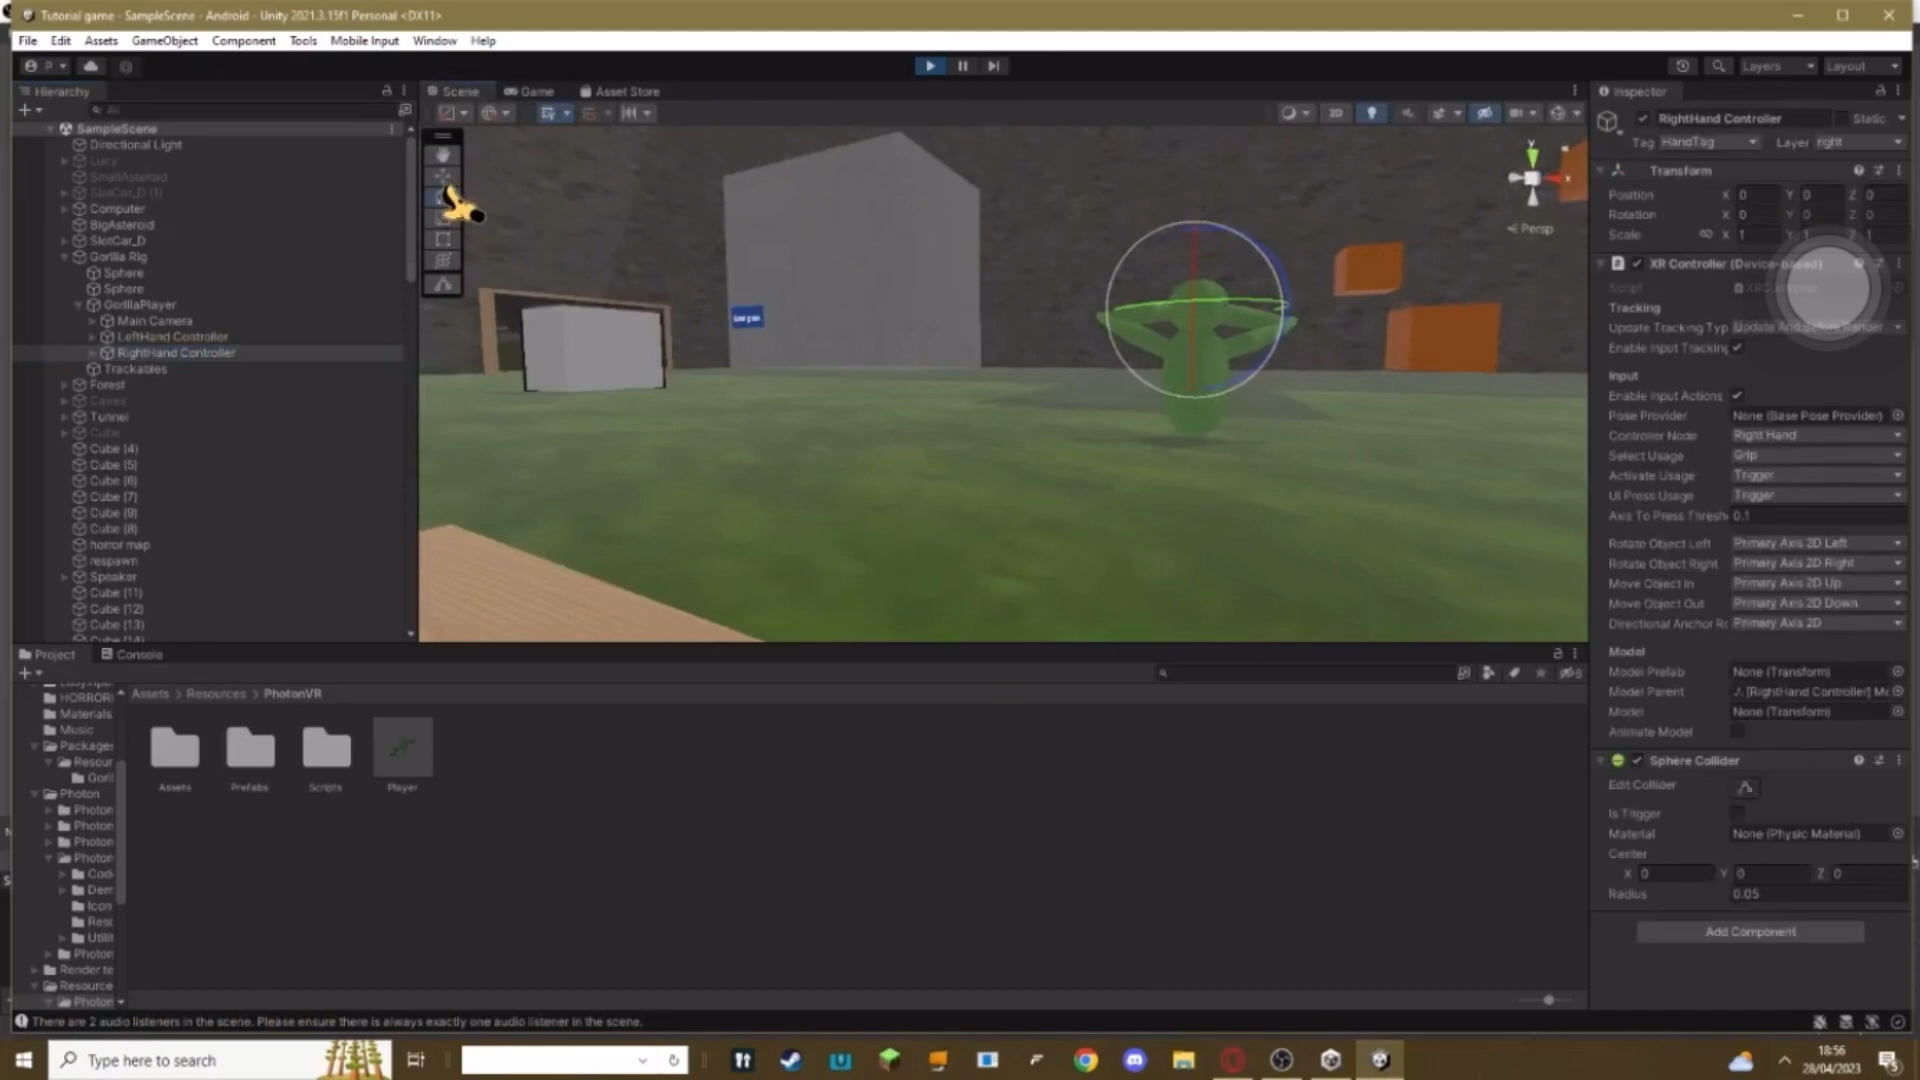 Tutorial game - SampleScene - Android - Unity 2021.3.15f1 Personal <DX11>
File Edit Assets GameObject Component Tools Mobile Input Window Help
P
Layers Layout
Hierarchy
All
SampleScene
Directional Light
Lucy
SmallAsteroid
SlotCar_D (1)
Computer
BigAsteroid
SlotCar_D
Gorilla Rig
Sphere
Sphere
GorillaPlayer
Main Camera
LeftHand Controller
RightHand Controller
Trackables
Forest
Caves
Tunnel
Cube
Cube (4)
Cube (5)
Cube (6)
Cube (7)
Cube (9)
Cube (8)
horror map
respawn
Speaker
Cube (11)
Cube (12)
Cube (13)
Cube (14)
Scene Game Asset Store
2D
y
x
Persp
Inspector
RightHand Controller Static
Tag HandTag Layer right
Transform
Position X 0 Y 0 Z 0
Rotation X 0 Y 0 Z 0
Scale X 1 Y 1 Z 1
XR Controller (Device-based)
Script
Tracking
Update Tracking Typ Update And Before Render
Enable Input Tracking
Input
Enable Input Actions
Pose Provider None (Base Pose Provider)
Controller Node Right Hand
Select Usage Grip
Activate Usage Trigger
UI Press Usage Trigger
Axis To Press Thresh 0.1
Rotate Object Left Primary Axis 2D Left
Rotate Object Right Primary Axis 2D Right
Move Object In Primary Axis 2D Up
Move Object Out Primary Axis 2D Down
Directional Anchor Ro Primary Axis 2D
Model
Model Prefab None (Transform)
Model Parent [RightHand Controller] Mo
Model None (Transform)
Animate Model
Sphere Collider
Edit Collider
Is Trigger
Material None (Physic Material)
Center
X 0 Y 0 Z 0
Radius 0.05
Add Component
Project Console
6
HORROR
Materials
Music
Packages
Resour
Gori
Photon
Photon
Photon
Photon
Photon
Cod
Dem
Icon
Resc
Utilit
Photon
Render te
Resource
Photon
Assets > Resources > PhotonVR
Assets Prefabs Scripts Player
There are 2 audio listeners in the scene. Please ensure there is always exactly one audio listener in the scene.
Type here to search
18:56
28/04/2023
5